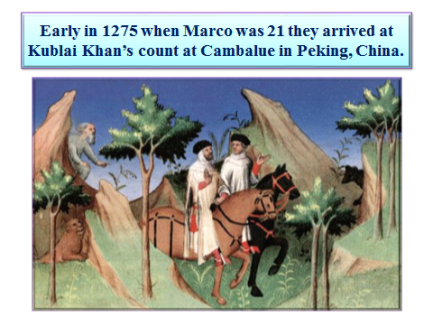 Early in 1275 when Marco was 21 they arrived at
Kublai Khan's count at Cambalue in Peking, China.